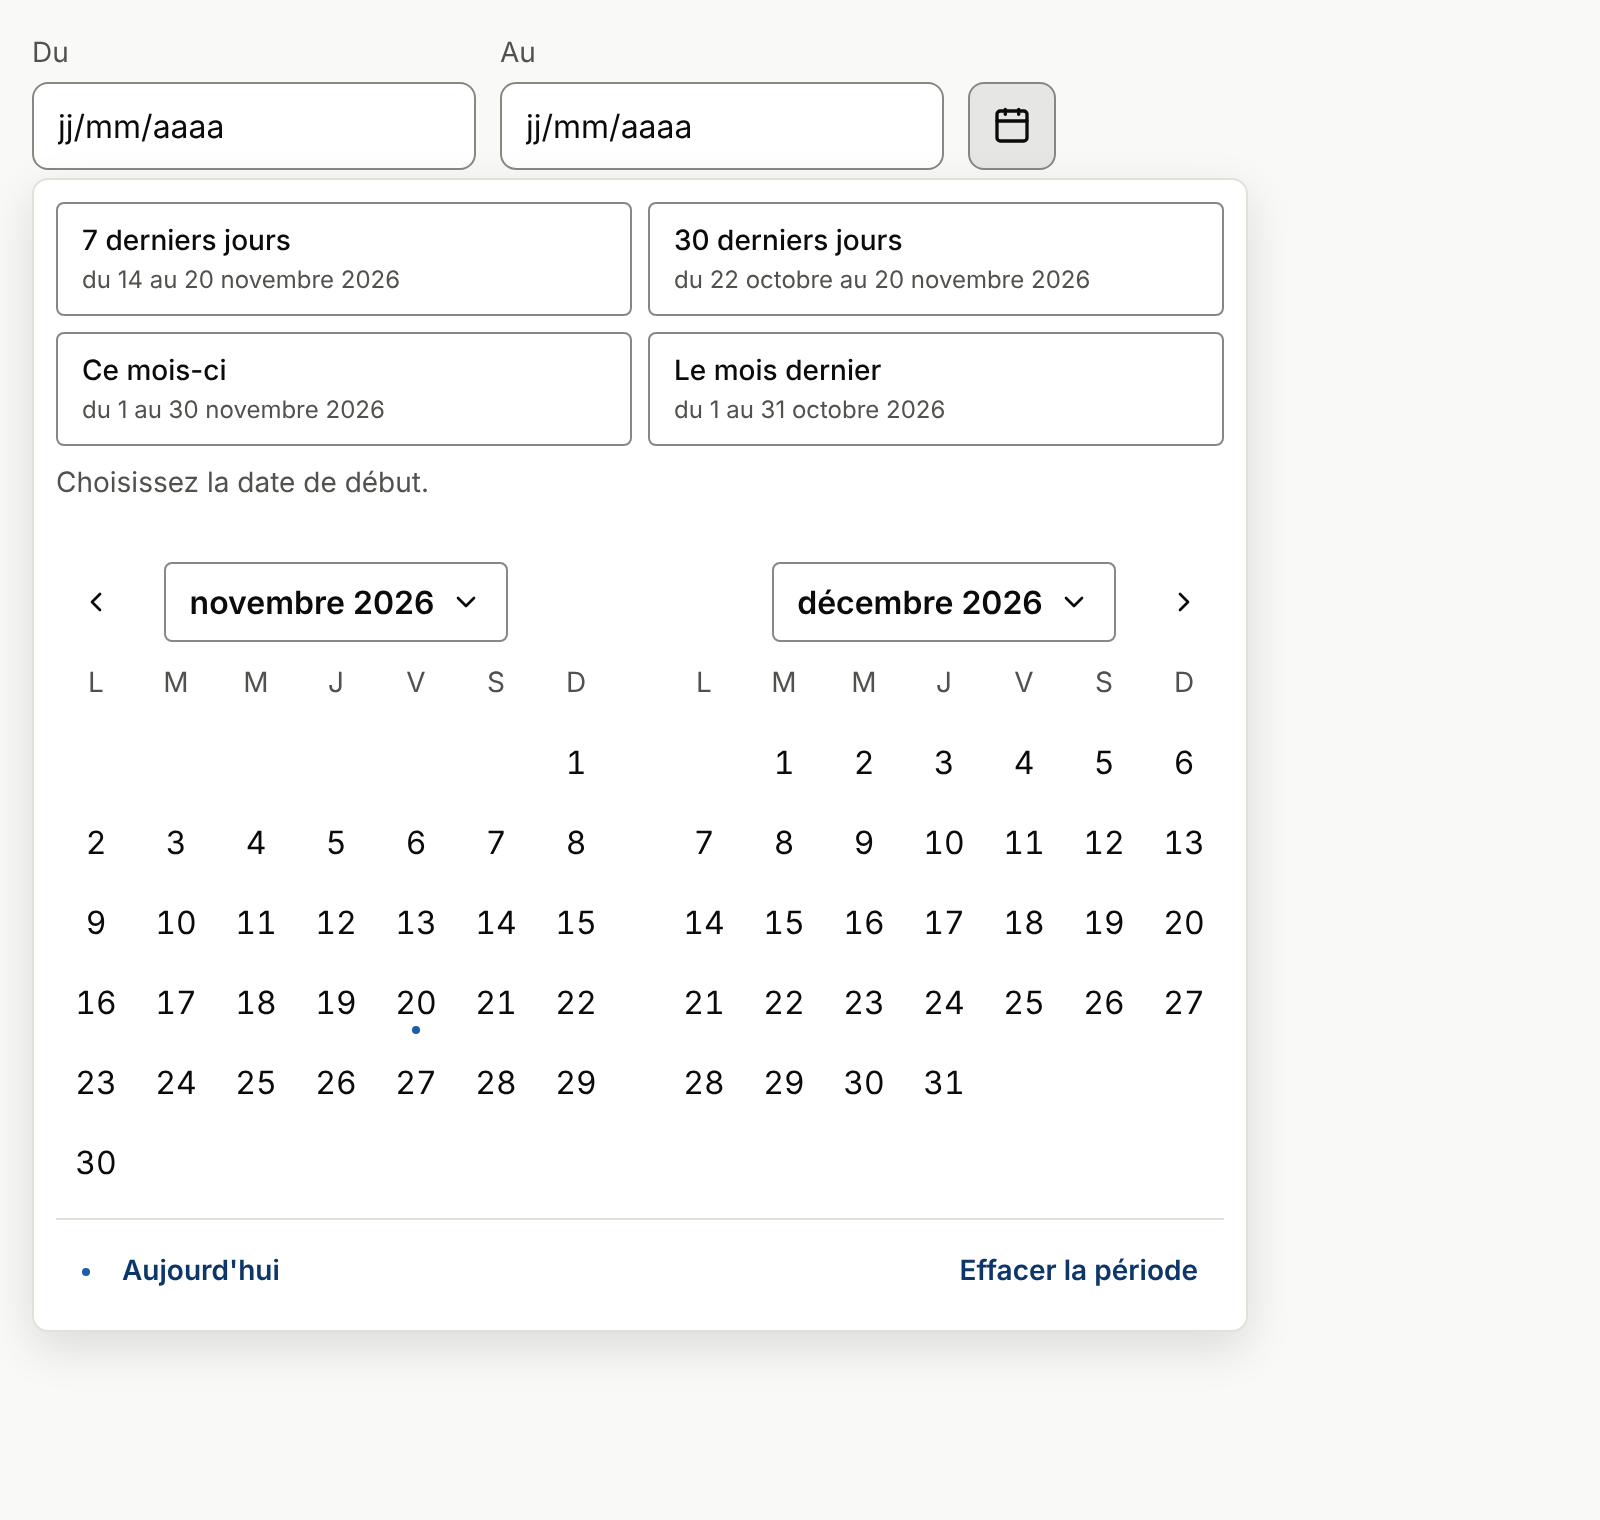 Du Au
jj/mm/aaaa jj/mm/aaaa
7 derniers jours
du 14 au 20 novembre 2026
30 derniers jours
du 22 octobre au 20 novembre 2026
Ce mois-ci
du 1 au 30 novembre 2026
Le mois dernier
du 1 au 31 octobre 2026
Choisissez la date de début.
novembre 2026
L M M J V S D
1
2 3 4 5 6 7 8
9 10 11 12 13 14 15
16 17 18 19 20 21 22
23 24 25 26 27 28 29
30
décembre 2026
L M M J V S D
1 2 3 4 5 6
7 8 9 10 11 12 13
14 15 16 17 18 19 20
21 22 23 24 25 26 27
28 29 30 31
Aujourd'hui
Effacer la période